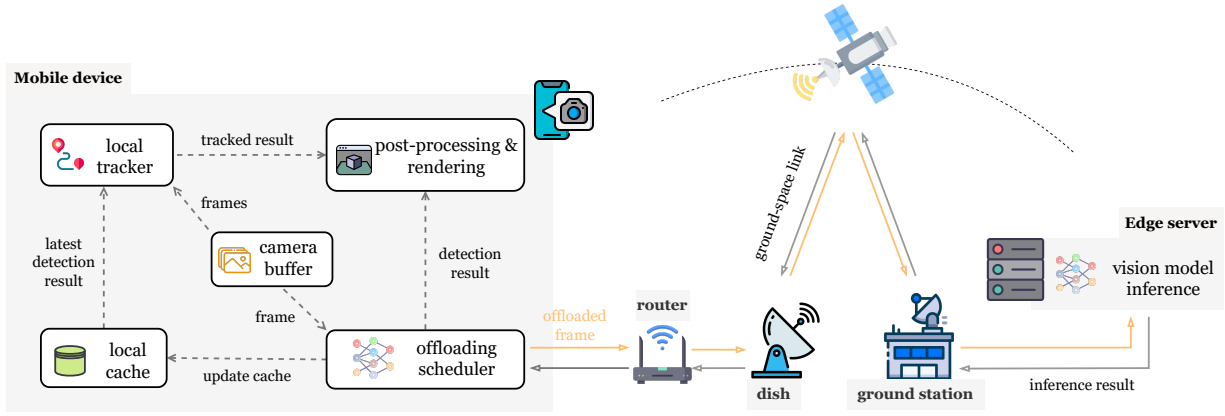 Mobile device
local
tracker
tracked result
post-processing &
rendering
frames
latest
detection
result
camera
buffer
detection
result
frame
local
cache
update cache
offloading
scheduler
offloaded
frame
router
ground-space link
dish
ground station
Edge server
vision model
inference
inference result